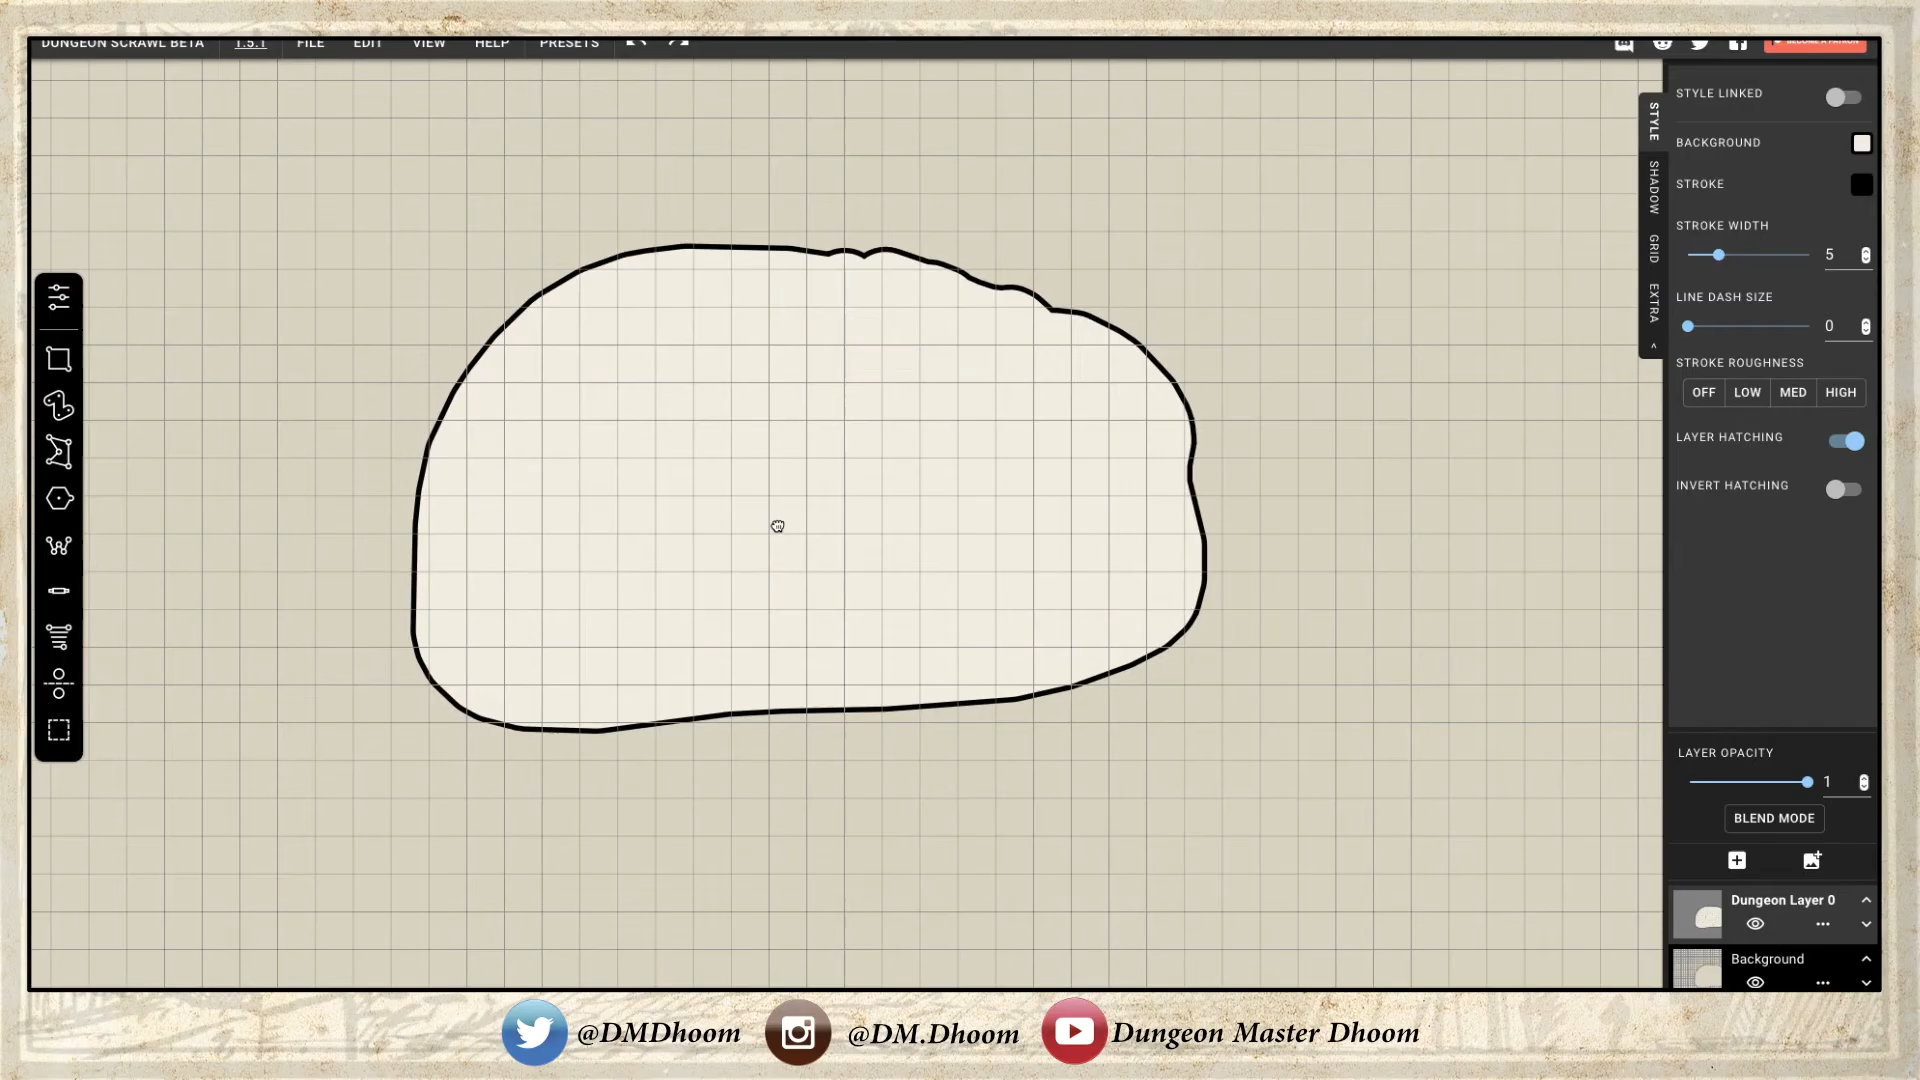 DUNGEON SCRAWL BETA 1.5.1 FILE EDIT VIEW HELP PRESETS
BECOME A PATRON
STYLE
SHADOW
GRID
EXTRA
STYLE LINKED
BACKGROUND
STROKE
STROKE WIDTH
5
LINE DASH SIZE
0
STROKE ROUGHNESS
OFF LOW MED HIGH
LAYER HATCHING
INVERT HATCHING
LAYER OPACITY
1
BLEND MODE
Dungeon Layer 0
Background
@DMDhoom @DM.Dhoom Dungeon Master Dhoom